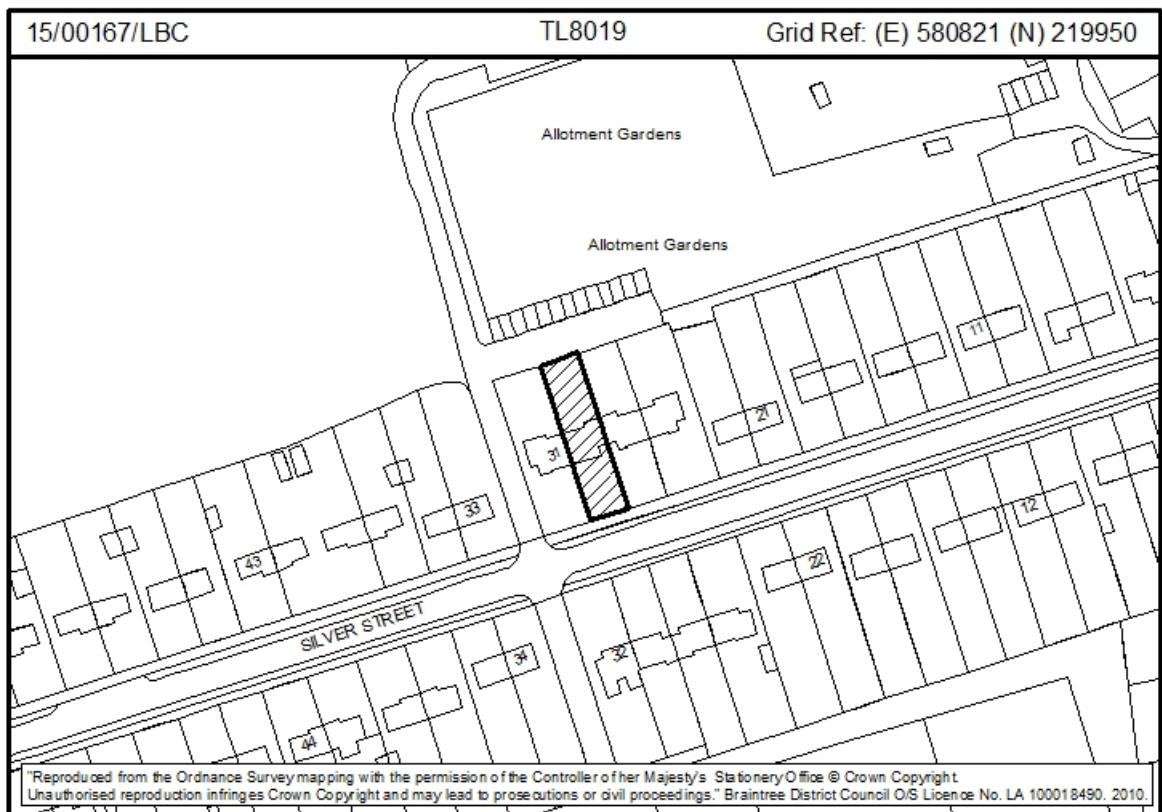 15/00167/LBC TL8019 Grid Ref: (E) 580821 (N) 219950
Allotment Gardens
Allotment Gardens
11
21
31
33
43
12
22
SILVER STREET
32
34
44
"Reproduced from the Ordnance Survey mapping with the permission of the Controller of her Majesty's Stationery Office © Crown Copyright.
Unauthorised reproduction infringes Crown Copyright and may lead to prosecutions or civil proceedings." Braintree District Council O/S Licence No. LA 100018490. 2010.